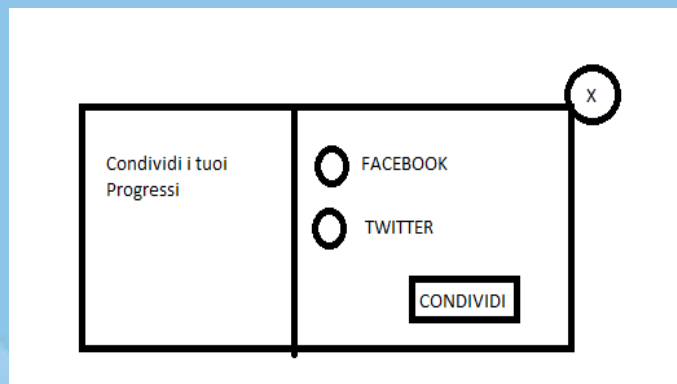 X
Condividi i tuoi
Progressi
FACEBOOK
TWITTER
CONDIVIDI